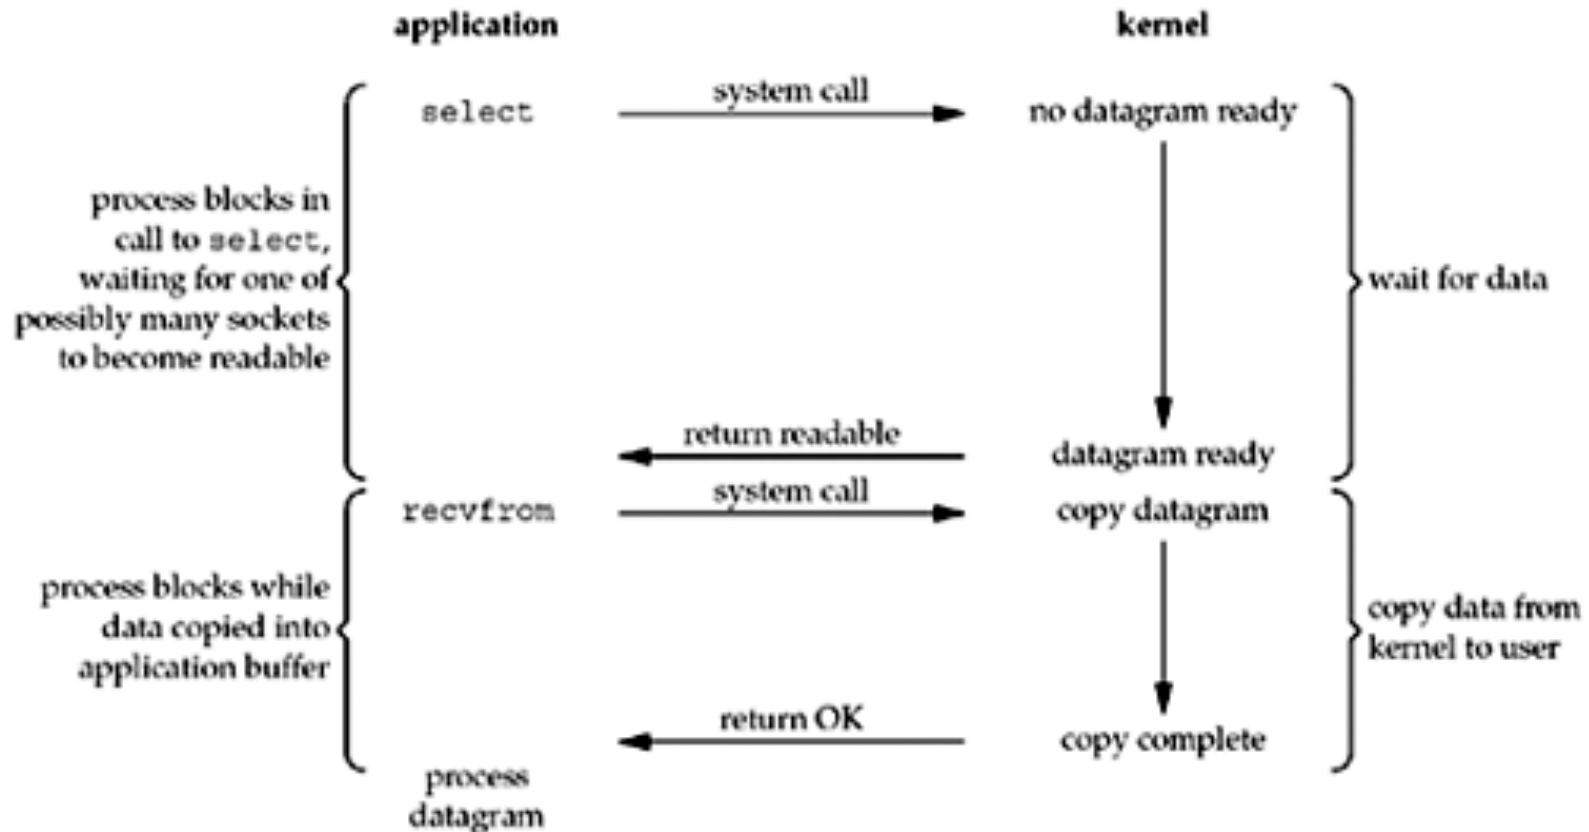 application
kernel
select
system call
no datagram ready
process blocks in
call to select,
waiting for one of
possibly many sockets
to become readable
wait for data
return readable
datagram ready
recvfrom
system call
copy datagram
process blocks while
data copied into
application buffer
copy data from
kernel to user
return OK
copy complete
process
datagram